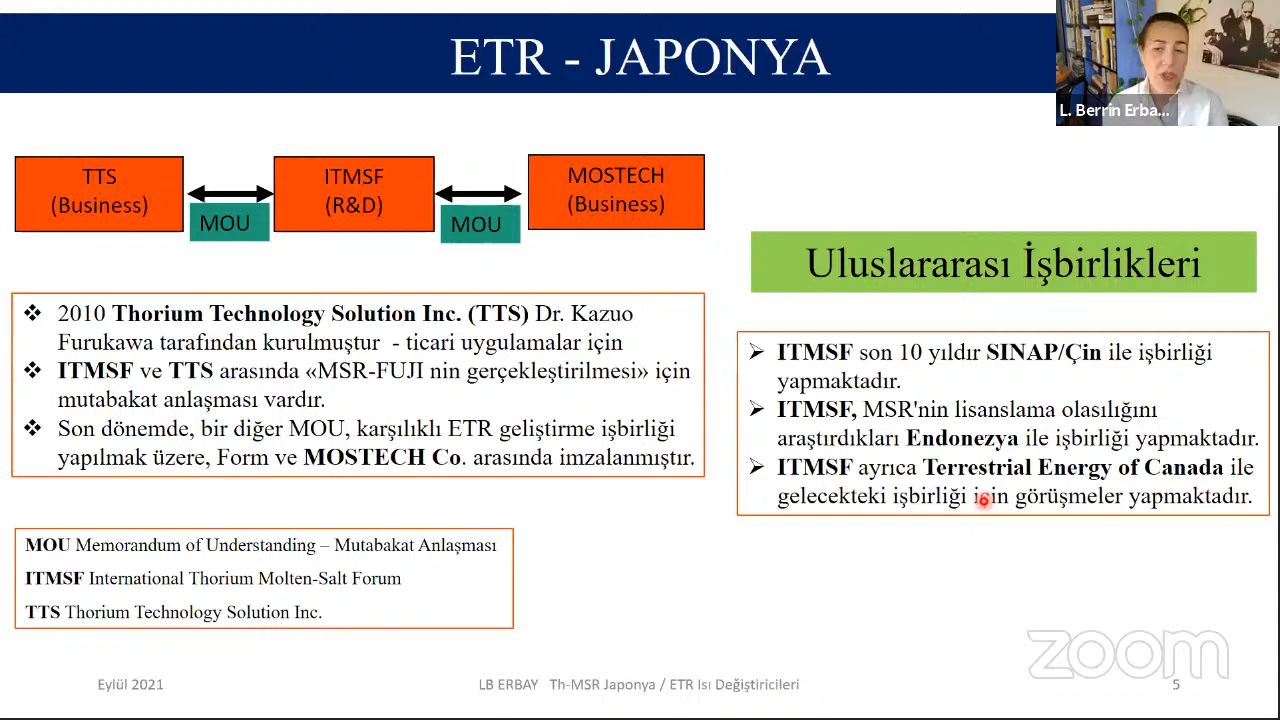 ETR - JAPONYA
L. Berrin Erba...
TTS
(Business)
MOU
ITMSF
(R&D)
MOU
MOSTECH
(Business)
❖ 2010 Thorium Technology Solution Inc. (TTS) Dr. Kazuo
Furukawa tarafından kurulmuştur - ticari uygulamalar için
❖ ITMSF ve TTS arasında «MSR-FUJI nin gerçekleştirilmesi» için
mutabakat anlaşması vardır.
❖ Son dönemde, bir diğer MOU, karşılıklı ETR geliştirme işbirliği
yapılmak üzere, Form ve MOSTECH Co. arasında imzalanmıştır.
MOU Memorandum of Understanding – Mutabakat Anlaşması
ITMSF International Thorium Molten-Salt Forum
TTS Thorium Technology Solution Inc.
Uluslararası İşbirlikleri
➢ ITMSF son 10 yıldır SINAP/Çin ile işbirliği
yapmaktadır.
➢ ITMSF, MSR'nin lisanslama olasılığını
araştırdıkları Endonezya ile işbirliği yapmaktadır.
➢ ITMSF ayrıca Terrestrial Energy of Canada ile
gelecekteki işbirliği için görüşmeler yapmaktadır.
zoom
Eylül 2021
LB ERBAY Th-MSR Japonya / ETR Isı Değiştiricileri
5